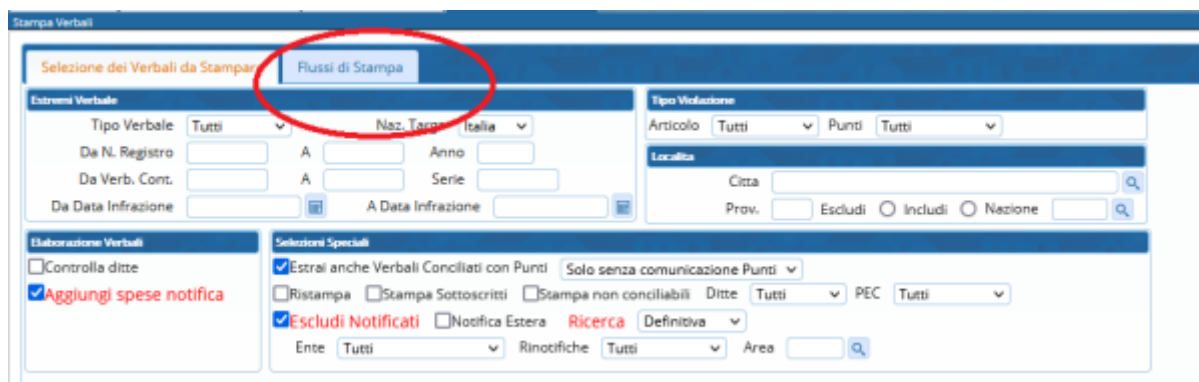 Stampa Verbali
Selezione dei Verbali da Stampare Flussi di Stampa
Estremi Verbale
Tipo Verbale Tutti Naz. Targa Italia
Da N. Registro A Anno
Da Verb. Cont. A Serie
Da Data Infrazione A Data Infrazione
Tipo Violazione
Articolo Tutti Punti Tutti
Localita
Citta
Prov. Escludi Includi Nazione
Elaborazione Verbali
Controlla ditte
Aggiungi spese notifica
Selezioni Speciali
Estrai anche Verbali Conciliati con Punti Solo senza comunicazione Punti
Ristampa Stampa Sottoscritti Stampa non conciliabili Ditte Tutti PEC Tutti
Escludi Notificati Notifica Estera Ricerca Definitiva
Ente Tutti Rinotifiche Tutti Area